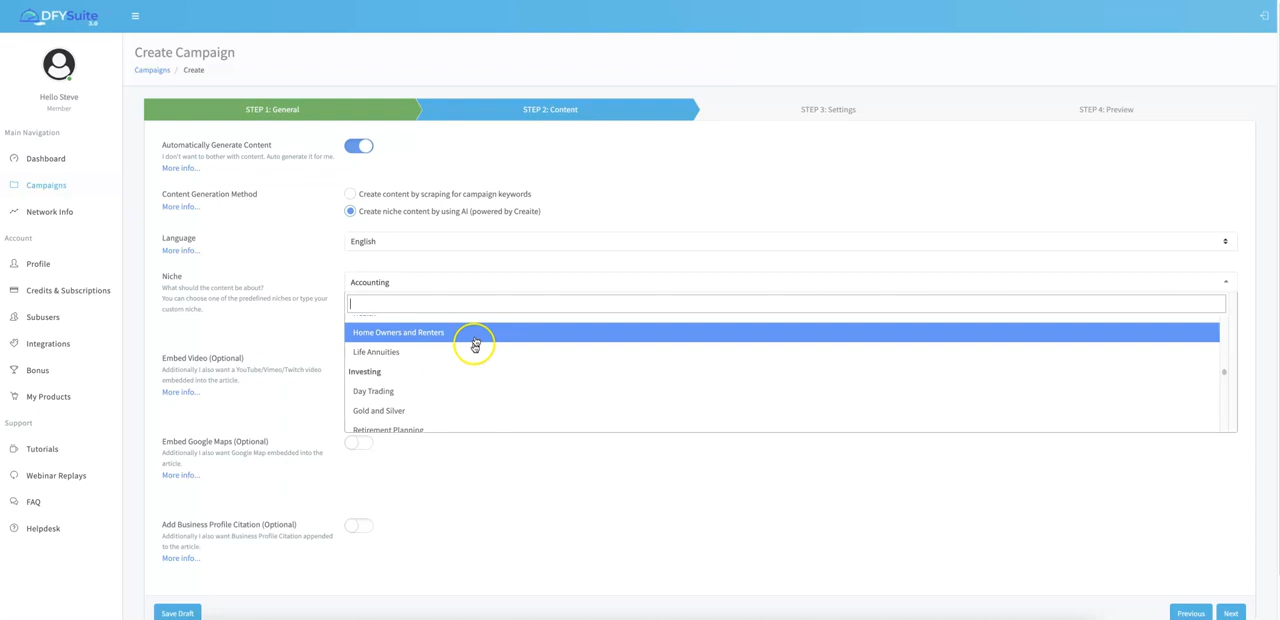 DFYSuite
3.0
Create Campaign
Campaigns / Create
Hello Steve
Member
Main Navigation
Dashboard
Campaigns
Network Info
Account
Profile
Credits & Subscriptions
Subusers
Integrations
Bonus
My Products
Support
Tutorials
Webinar Replays
FAQ
Helpdesk
STEP 1: General
STEP 2: Content
STEP 3: Settings
STEP 4: Preview
Automatically Generate Content
I don't want to bother with content. Auto generate it for me.
More info...
Content Generation Method
More info...
Create content by scraping for campaign keywords
Create niche content by using AI (powered by Creaite)
Language
More info...
English
Niche
What should the content be about?
You can choose one of the predefined niches or type your
custom niche.
Accounting
Home Owners and Renters
Life Annuities
Investing
Day Trading
Gold and Silver
Retirement Planning
Embed Video (Optional)
Additionally I also want a YouTube/Vimeo/Twitch video
embedded into the article.
More info...
Embed Google Maps (Optional)
Additionally I also want Google Map embedded into the
article.
More info...
Add Business Profile Citation (Optional)
Additionally I also want Business Profile Citation appended
to the article.
More info...
Save Draft
Previous
Next